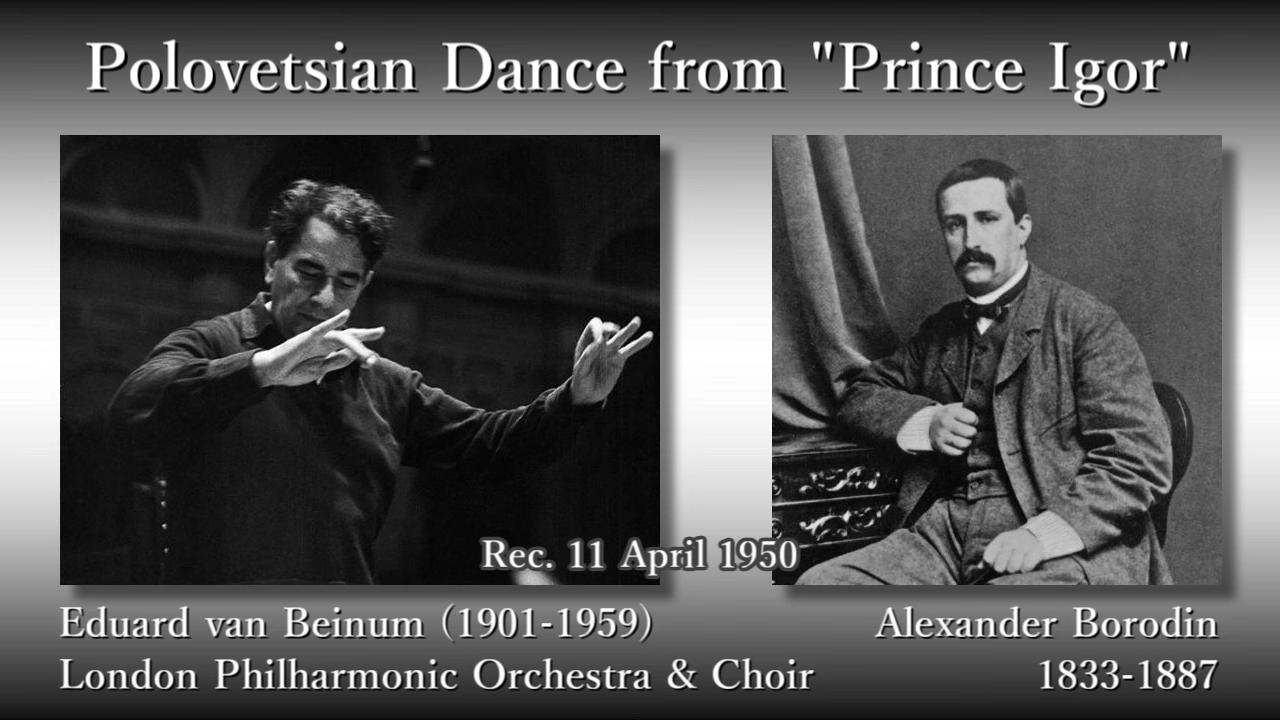 Polovetsian Dance from "Prince Igor"
Rec. 11 April 1950
Eduard van Beinum (1901-1959)
London Philharmonic Orchestra & Choir
Alexander Borodin
1833-1887